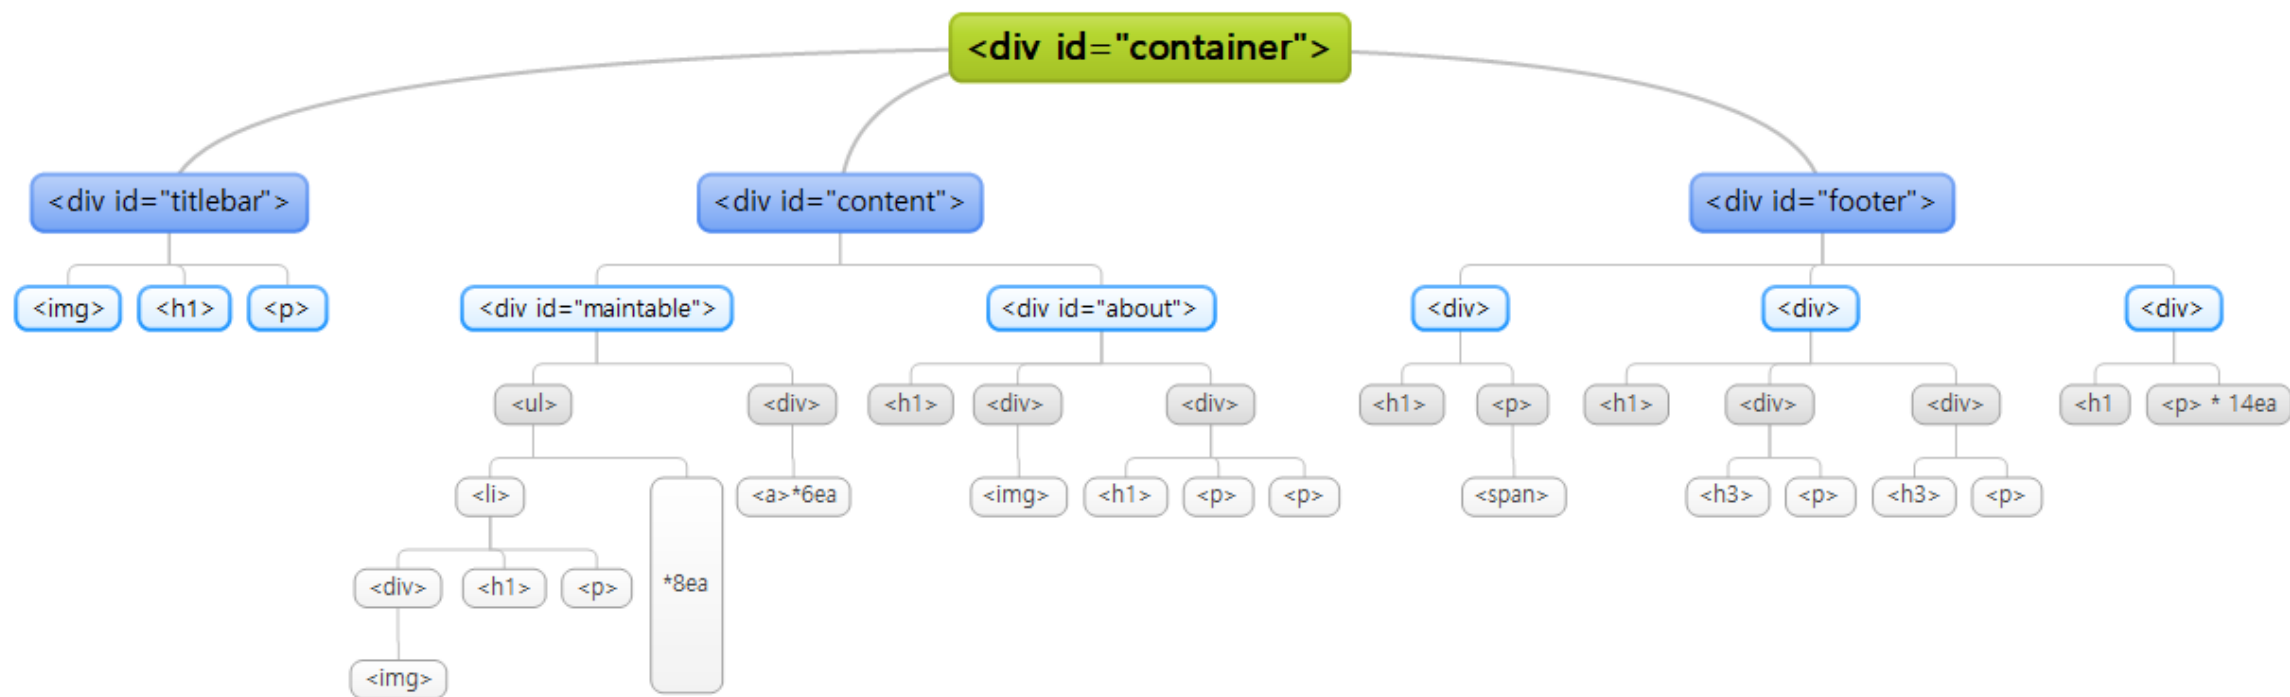 <div id="container">
<div id="titlebar">
<div id="content">
<div id="footer">
<img>
<h1>
<p>
<div id="maintable">
<div id="about">
<div>
<div>
<div>
<ul>
<div>
<h1>
<div>
<div>
<h1>
<p>
<h1>
<div>
<div>
<h1
<p> * 14ea
<li>
<a>*6ea
<img>
<h1>
<p>
<p>
<span>
<h3>
<p>
<h3>
<p>
<div>
<h1>
<p>
*8ea
<img>